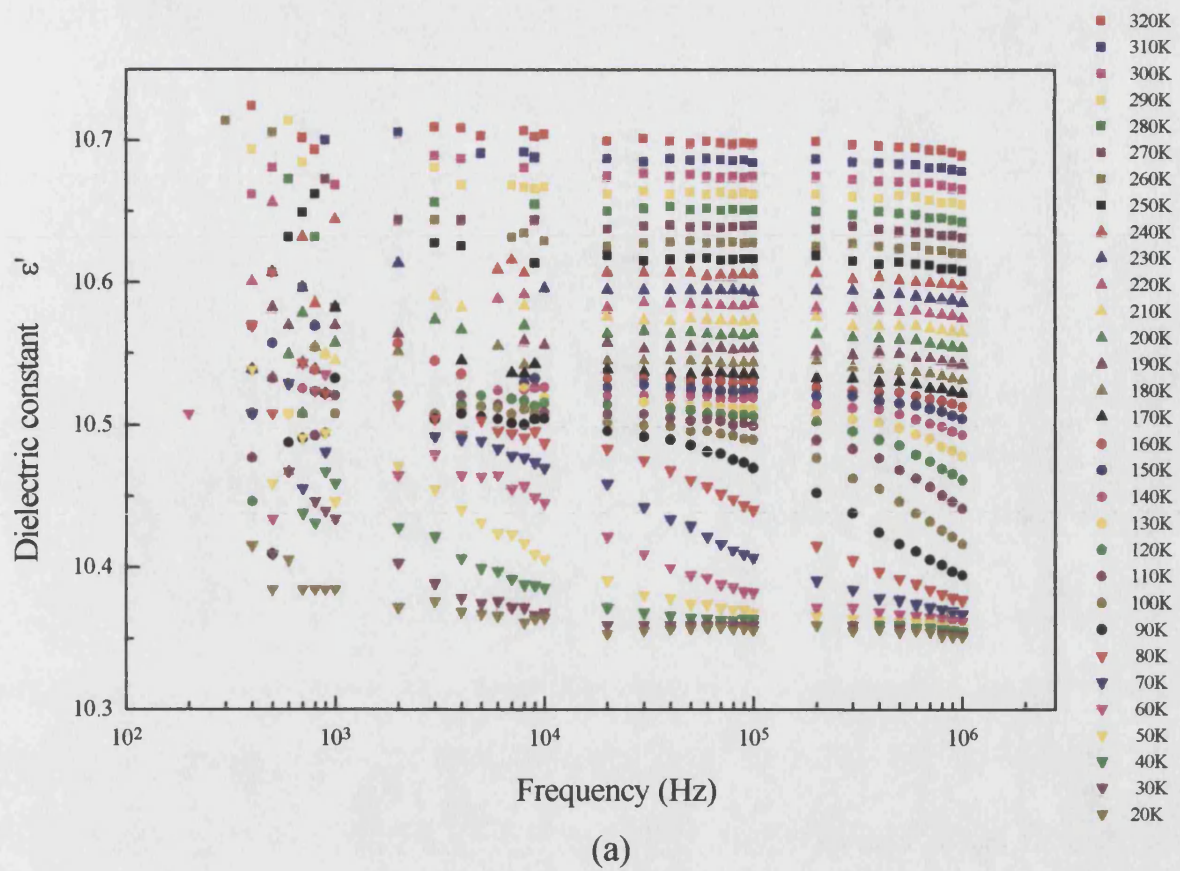 320K
310K
300K
290K
280K
270K
260K
250K
240K
230K
220K
210K
200K
190K
180K
170K
160K
150K
140K
130K
120K
110K
100K
90K
80K
70K
60K
50K
40K
30K
20K
Dielectric constant ε'
10.7
10.6
10.5
10.4
10.3
10² 10³ 10⁴ 10⁵ 10⁶
Frequency (Hz)
(a)